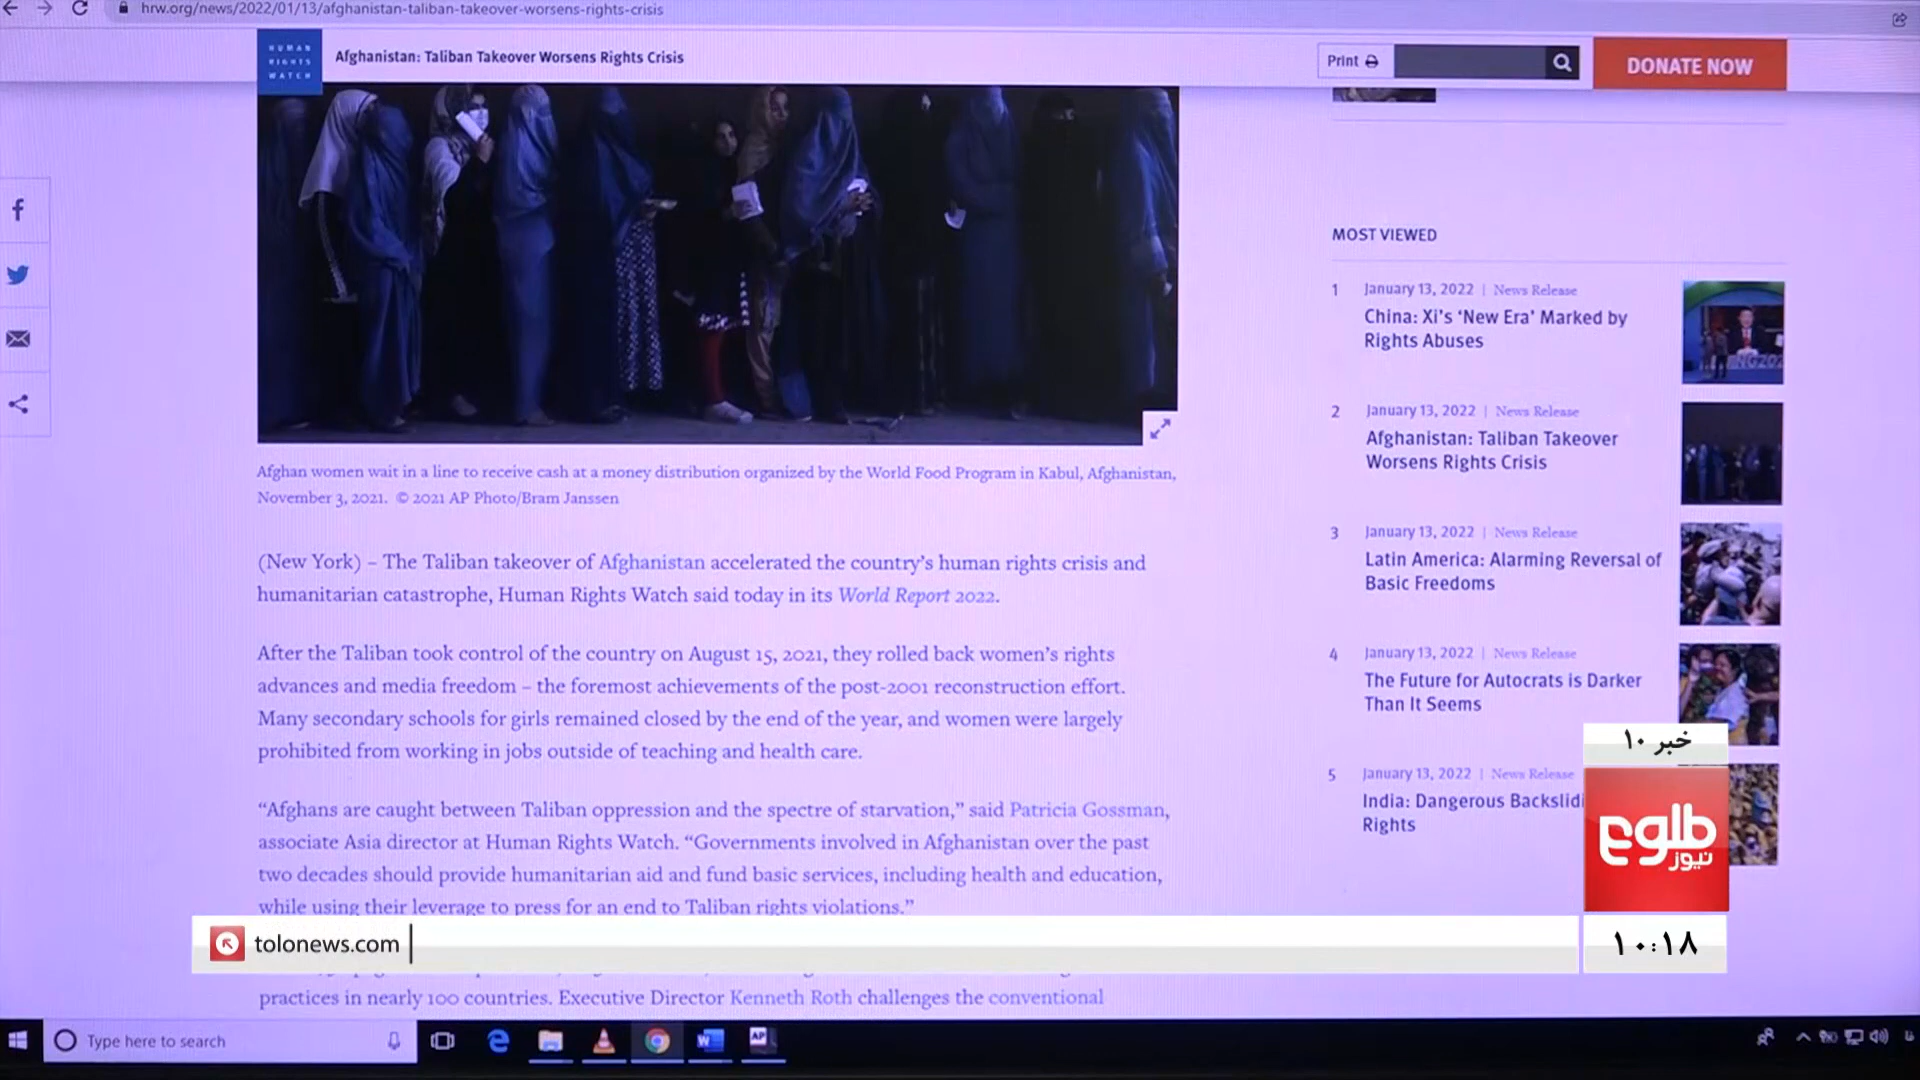 hrw.org/news/2022/01/13/afghanistan-taliban-takeover-worsens-rights-crisis
HUMAN
RIGHTS
WATCH
Afghanistan: Taliban Takeover Worsens Rights Crisis
Print
DONATE NOW
Afghan women wait in a line to receive cash at a money distribution organized by the World Food Program in Kabul, Afghanistan,
November 3, 2021. © 2021 AP Photo/Bram Janssen
(New York) – The Taliban takeover of Afghanistan accelerated the country’s human rights crisis and
humanitarian catastrophe, Human Rights Watch said today in its World Report 2022.
After the Taliban took control of the country on August 15, 2021, they rolled back women’s rights
advances and media freedom – the foremost achievements of the post-2001 reconstruction effort.
Many secondary schools for girls remained closed by the end of the year, and women were largely
prohibited from working in jobs outside of teaching and health care.
“Afghans are caught between Taliban oppression and the spectre of starvation,” said Patricia Gossman,
associate Asia director at Human Rights Watch. “Governments involved in Afghanistan over the past
two decades should provide humanitarian aid and fund basic services, including health and education,
while using their leverage to press for an end to Taliban rights violations.”
practices in nearly 100 countries. Executive Director Kenneth Roth challenges the conventional
MOST VIEWED
1 January 13, 2022 | News Release
China: Xi’s ‘New Era’ Marked by
Rights Abuses
2 January 13, 2022 | News Release
Afghanistan: Taliban Takeover
Worsens Rights Crisis
3 January 13, 2022 | News Release
Latin America: Alarming Reversal of
Basic Freedoms
4 January 13, 2022 | News Release
The Future for Autocrats is Darker
Than It Seems
5 January 13, 2022 | News Release
India: Dangerous
Rights
خبر ۱۰
طلوع
نیوز
۱۰:۱۸
tolonews.com
Type here to search